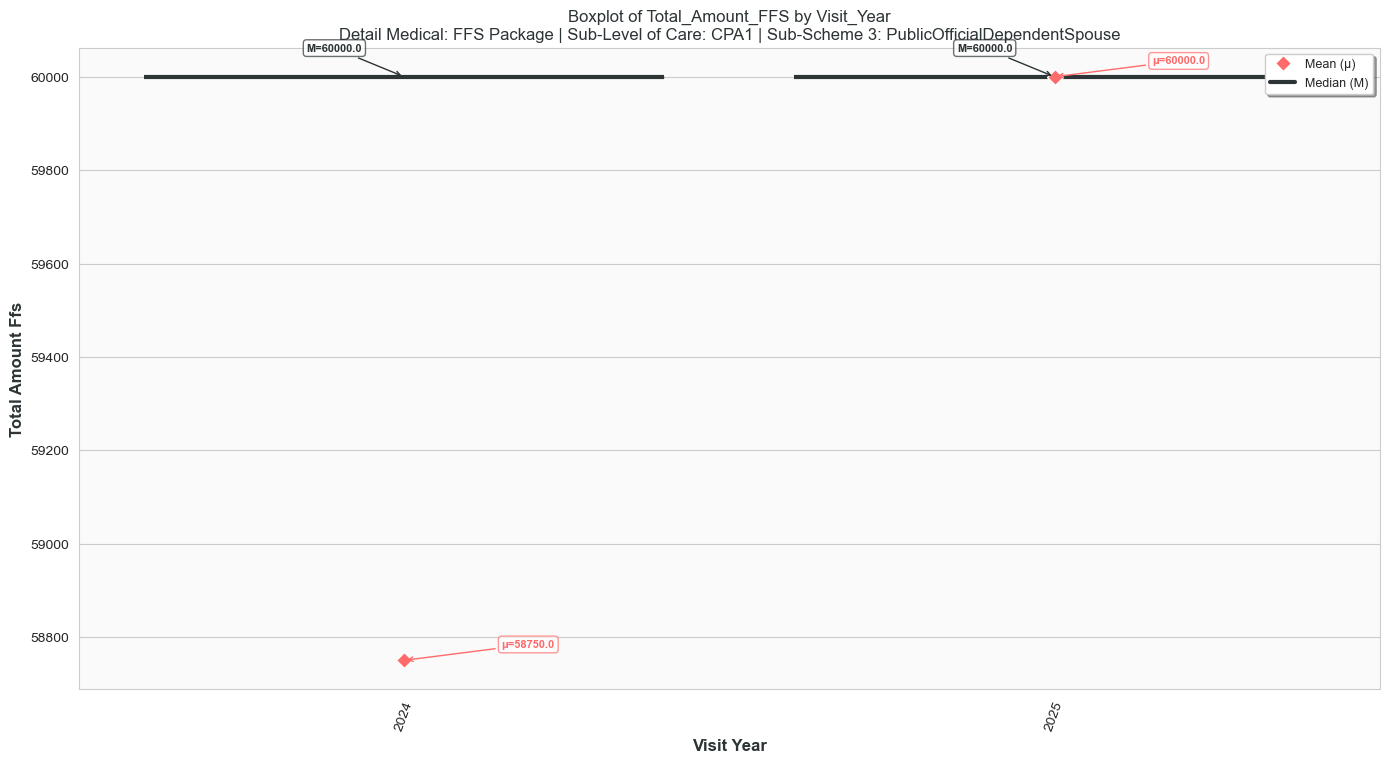 Boxplot of Total_Amount_FFS by Visit_Year
Detail Medical: FFS Package | Sub-Level of Care: CPA1 | Sub-Scheme 3: PublicOfficialDependentSpouse
M=60000.0
M=60000.0
μ=60000.0
Mean (μ)
Median (M)
60000
59800
59600
59400
59200
59000
58800
Total Amount Ffs
μ=58750.0
2024
2025
Visit Year